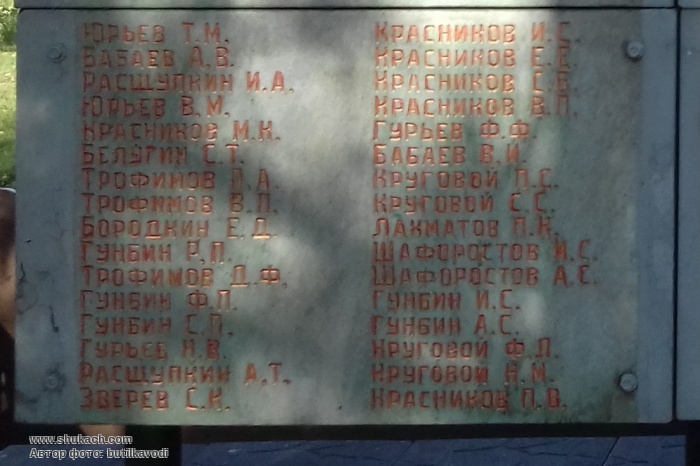 ЮРЬЕВ Т.М.
БАБАЕВ А.В.
РАСЩУПКИН И.А.
ЮРЬЕВ В.М.
КРАСНИКОВ М.К.
БЕЛУГИН С.Т.
ТРОФИМОВ П.А.
ТРОФИМОВ В.П.
БОРОДКИН Е.Д.
ГУНБИН Р.П.
ТРОФИМОВ Д.Ф.
ГУНБИН Ф.П.
ГУНБИН С.П.
ГУРЬЕВ Н.В.
РАСЩУПКИН А.Т.
ЗВЕРЕВ С.К.
КРАСНИКОВ И.С.
КРАСНИКОВ Е.Е.
КРАСНИКОВ С.Е.
КРАСНИКОВ В.П.
ГУРЬЕВ Ф.Ф.
БАБАЕВ В.И.
КРУГОВОЙ П.С.
КРУГОВОЙ С.С.
ЛАХМАТОВ П.К.
ШАФОРОСТОВ И.С.
ШАФОРОСТОВ А.С.
ГУНБИН И.С.
ГУНБИН А.С.
КРУГОВОЙ Ф.Л.
КРУГОВОЙ Н.М.
КРАСНИКОВ П.В.
www.shukach.com
Автор фото: butilkavodi